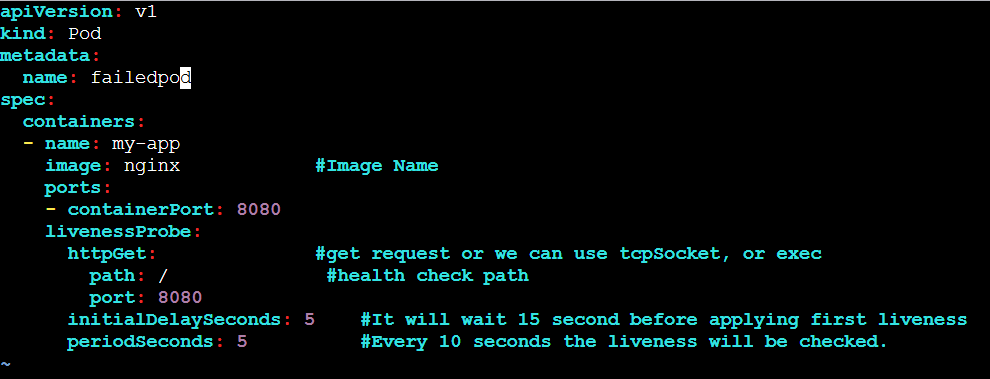 apiVersion: v1
kind: Pod
metadata:
  name: failedpod
spec:
  containers:
  - name: my-app
    image: nginx            #Image Name
    ports:
    - containerPort: 8080
    livenessProbe:
      httpGet:              #get request or we can use tcpSocket, or exec
        path: /              #health check path
        port: 8080
      initialDelaySeconds: 5    #It will wait 15 second before applying first liveness
      periodSeconds: 5          #Every 10 seconds the liveness will be checked.
~